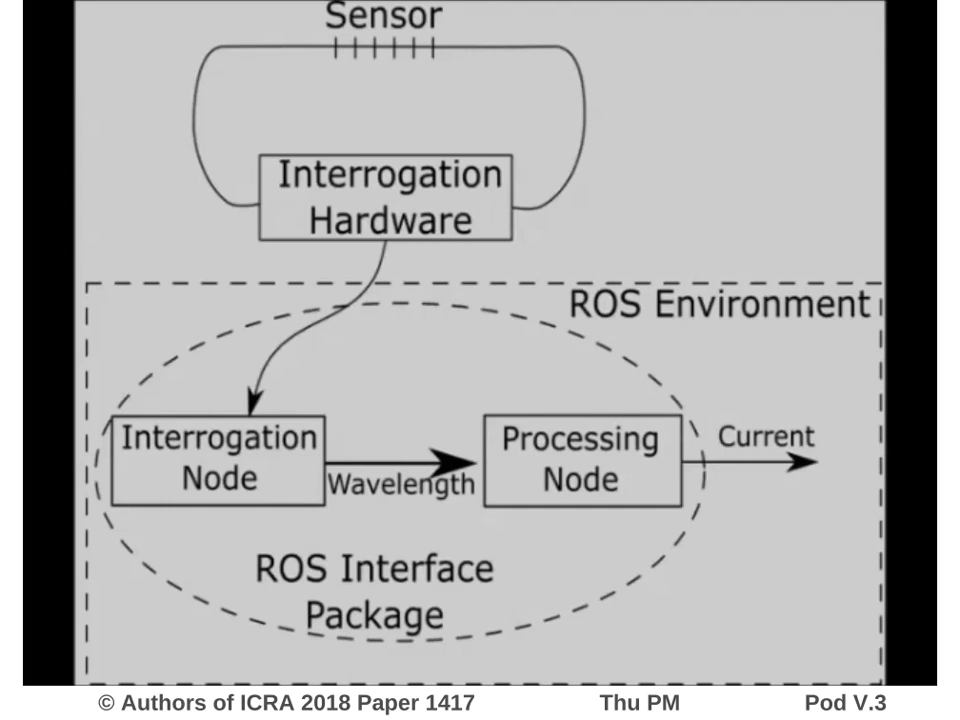 Sensor
Interrogation
Hardware
ROS Environment
Interrogation
Node
Wavelength
Processing
Node
Current
ROS Interface
Package
© Authors of ICRA 2018 Paper 1417 Thu PM Pod V.3